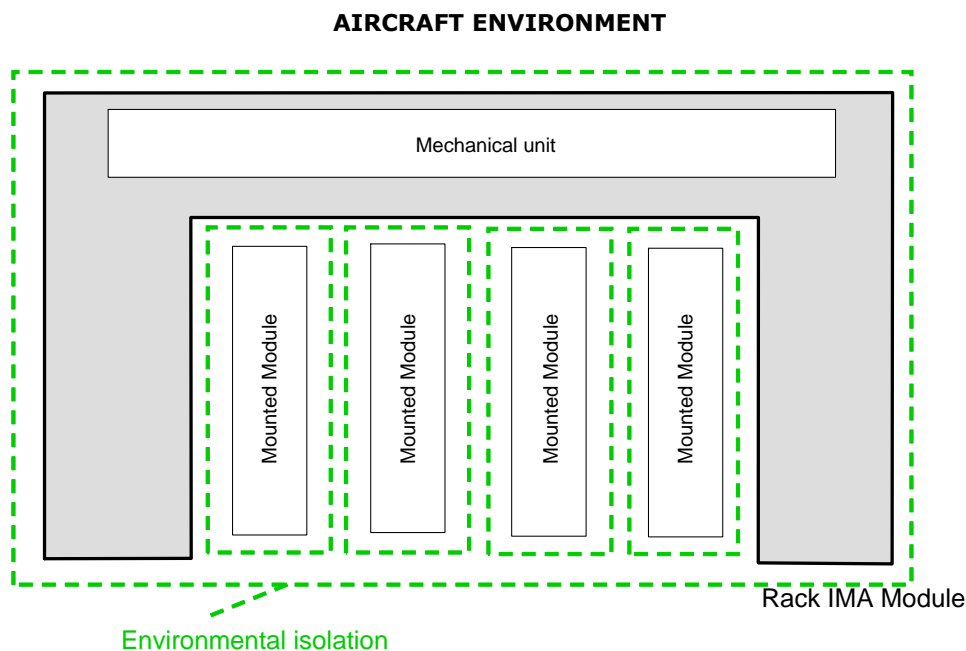 AIRCRAFT ENVIRONMENT
Mechanical unit
Mounted Module
Mounted Module
Mounted Module
Mounted Module
Rack IMA Module
Environmental isolation